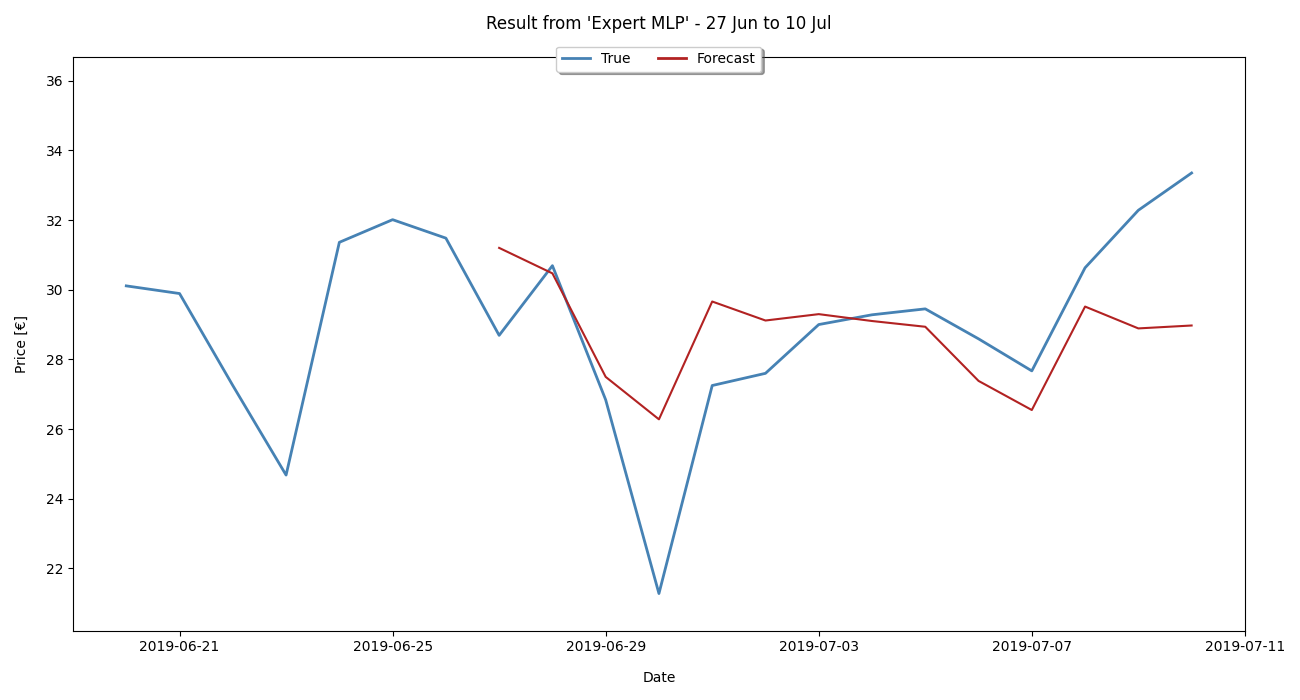 Result from 'Expert MLP' - 27 Jun to 10 Jul
True Forecast
36
34
32
30
28
26
24
22
Price [€]
2019-06-21 2019-06-25 2019-06-29 2019-07-03 2019-07-07 2019-07-11
Date